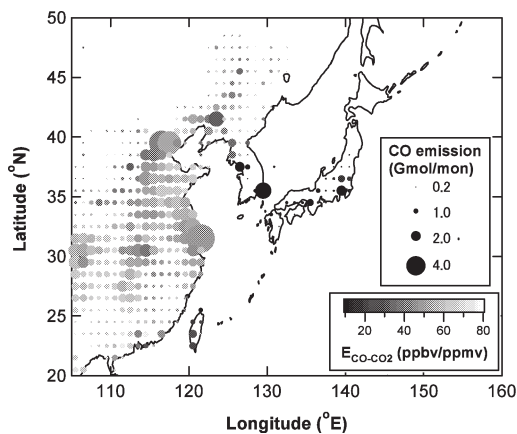 50
45
40
35
30
25
20
Latitude (°N)
110 120 130 140 150 160
Longitude (°E)
CO emission
(Gmol/mon)
0.2
1.0
2.0
4.0
20 40 60 80
E_CO-CO2 (ppbv/ppmv)